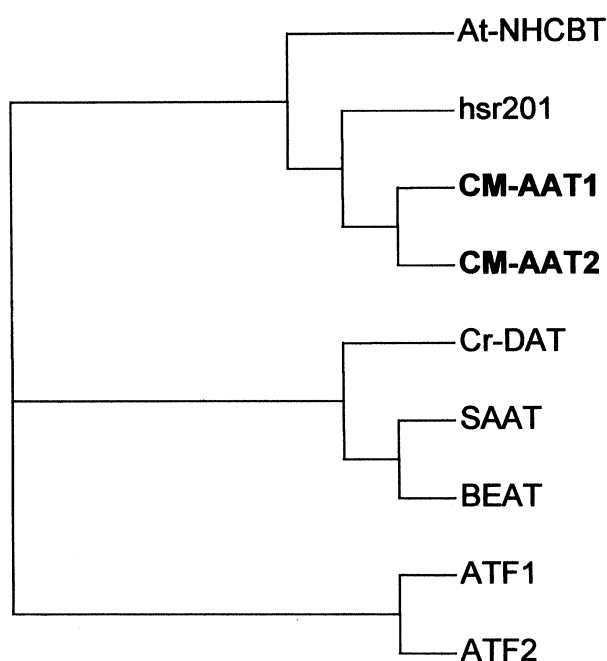 At-NHCBT
hsr201
CM-AAT1
CM-AAT2
Cr-DAT
SAAT
BEAT
ATF1
ATF2